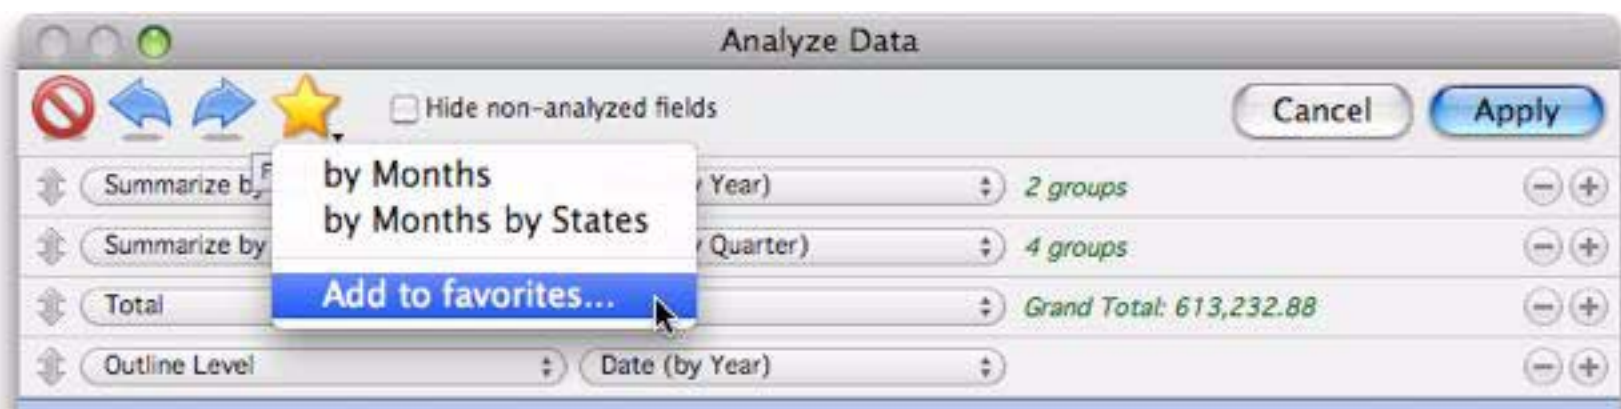 Analyze Data
Hide non-analyzed fields
Cancel
Apply
by Months
by Months by States
Add to favorites...
Summarize by
Year)
2 groups
Summarize by
Quarter)
4 groups
Total
Grand Total: 613,232.88
Outline Level
Date (by Year)